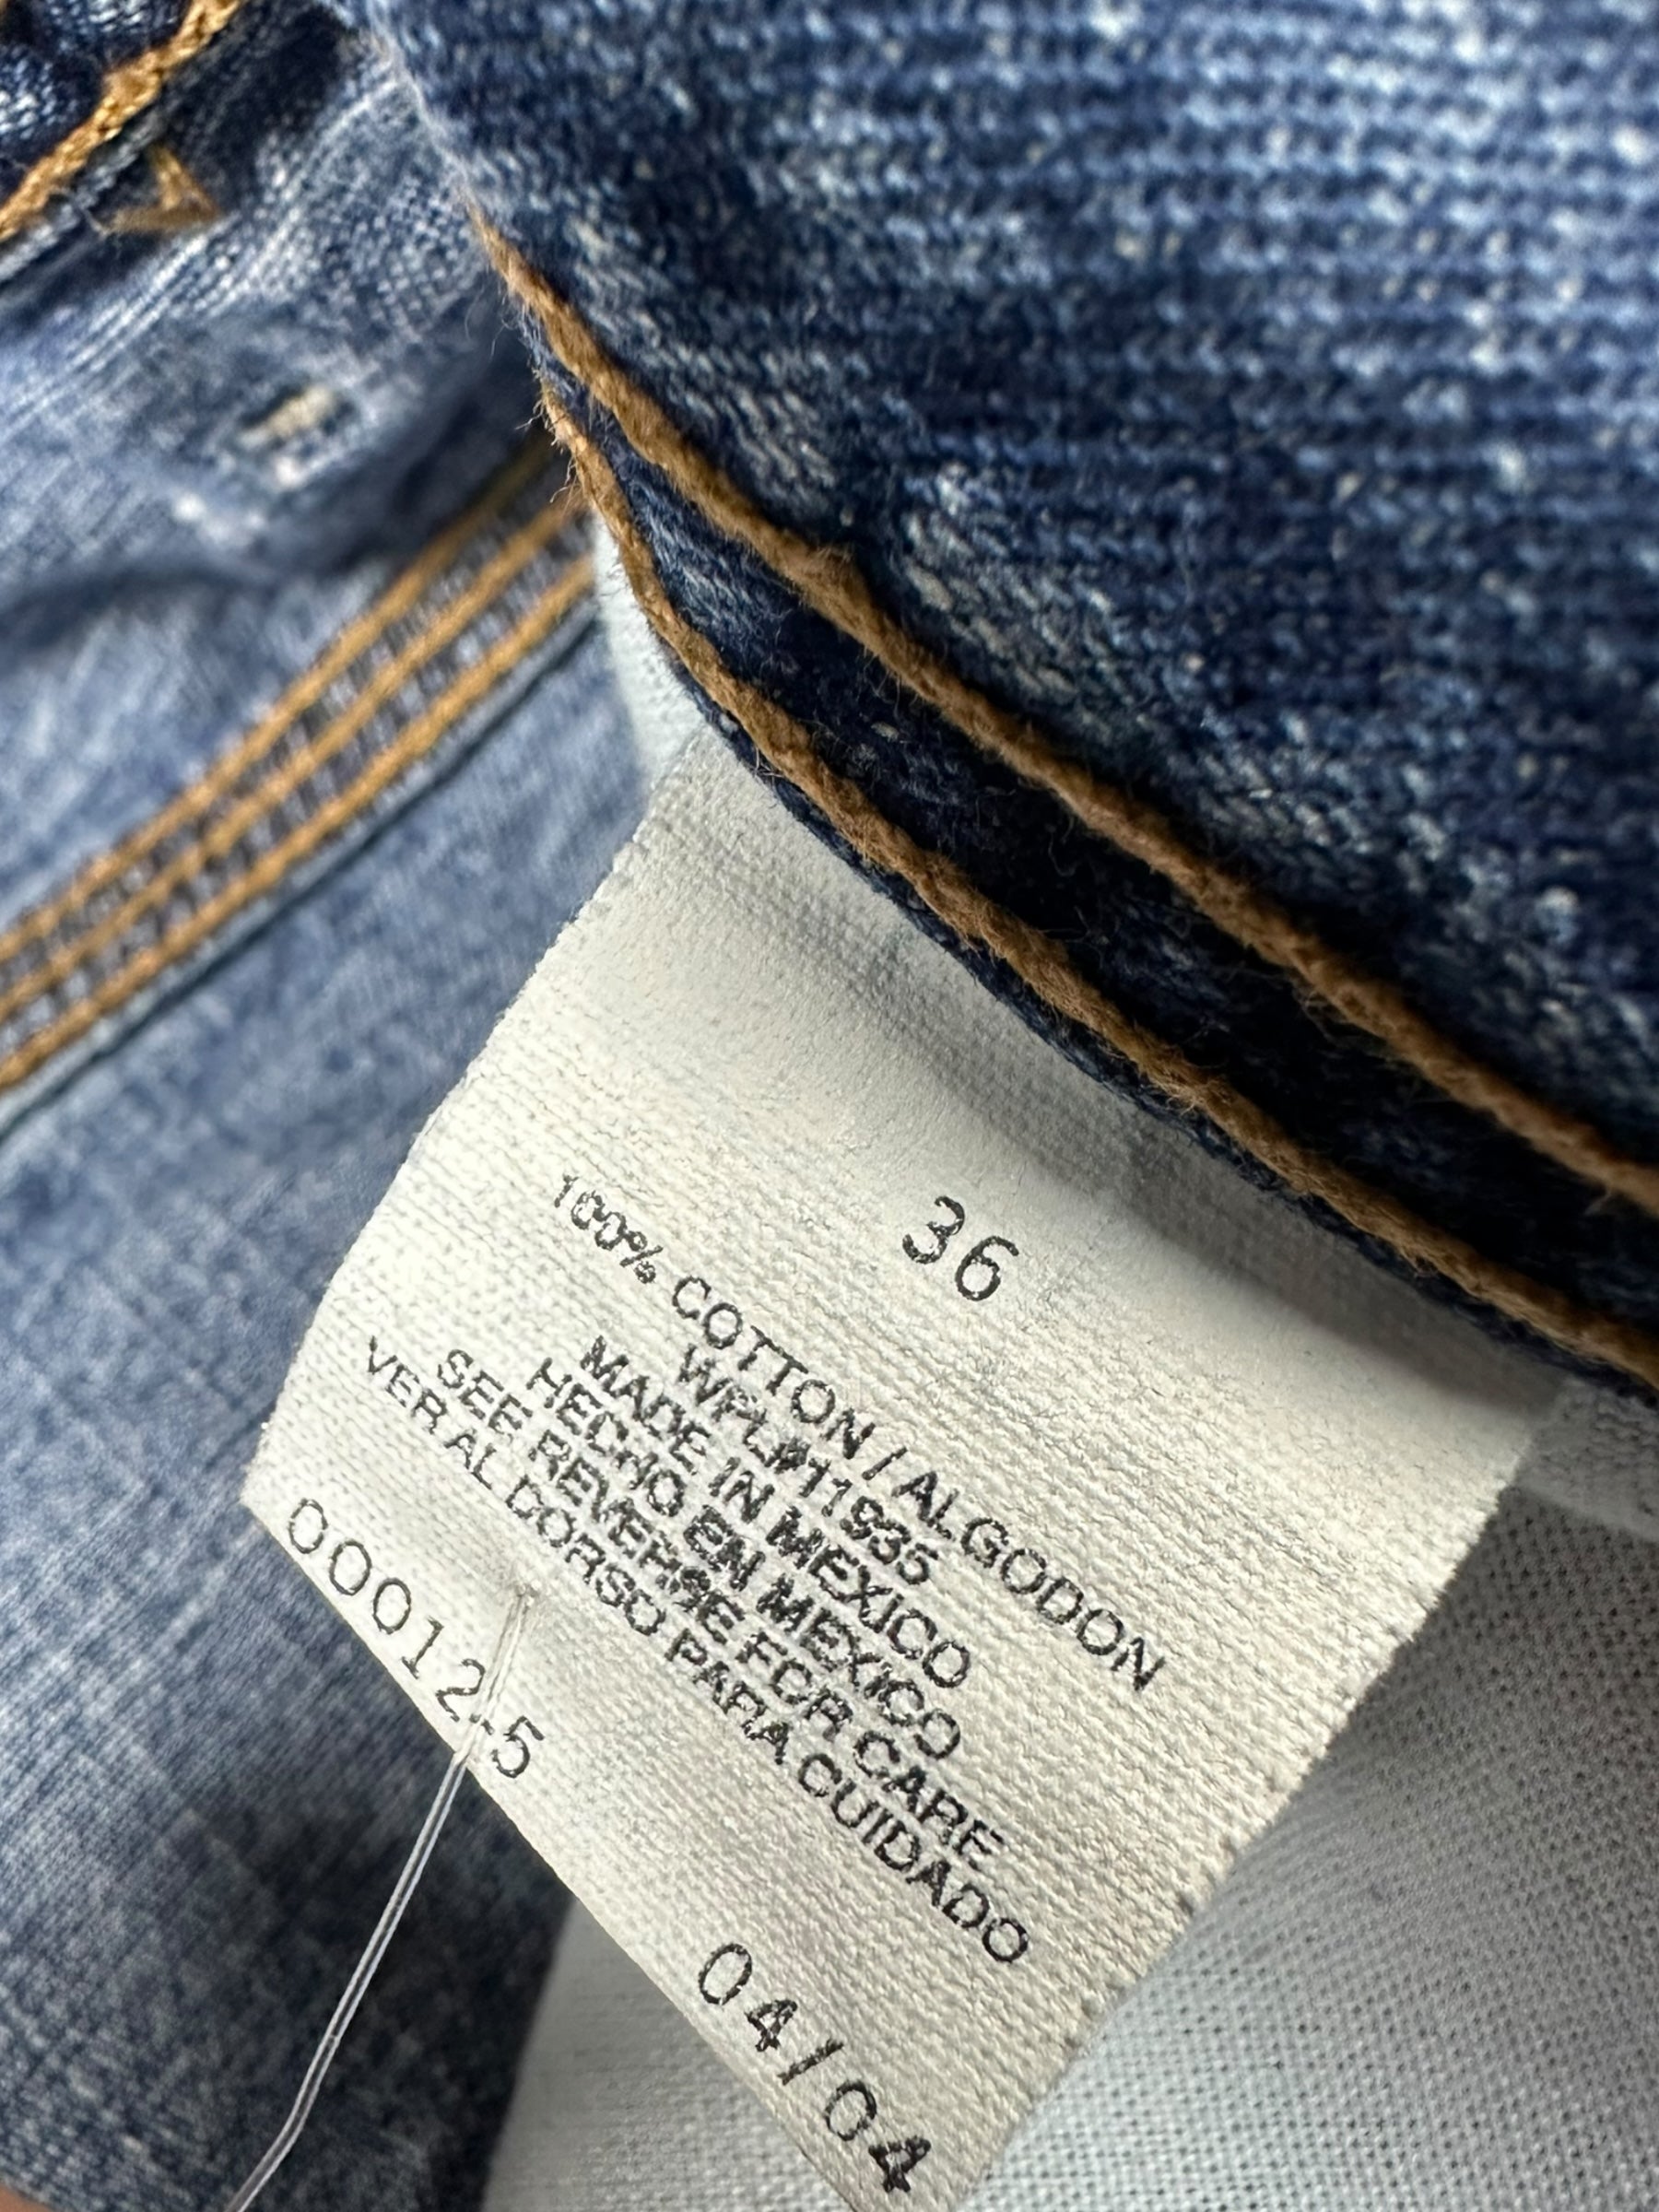 36
100% COTTON / ALGODON
WPL#11935
MADE IN MEXICO
HECHO EN MEXICO
SEE REVERSE FOR CARE
VER AL DORSO PARA CUIDADO
00012-5
04/04